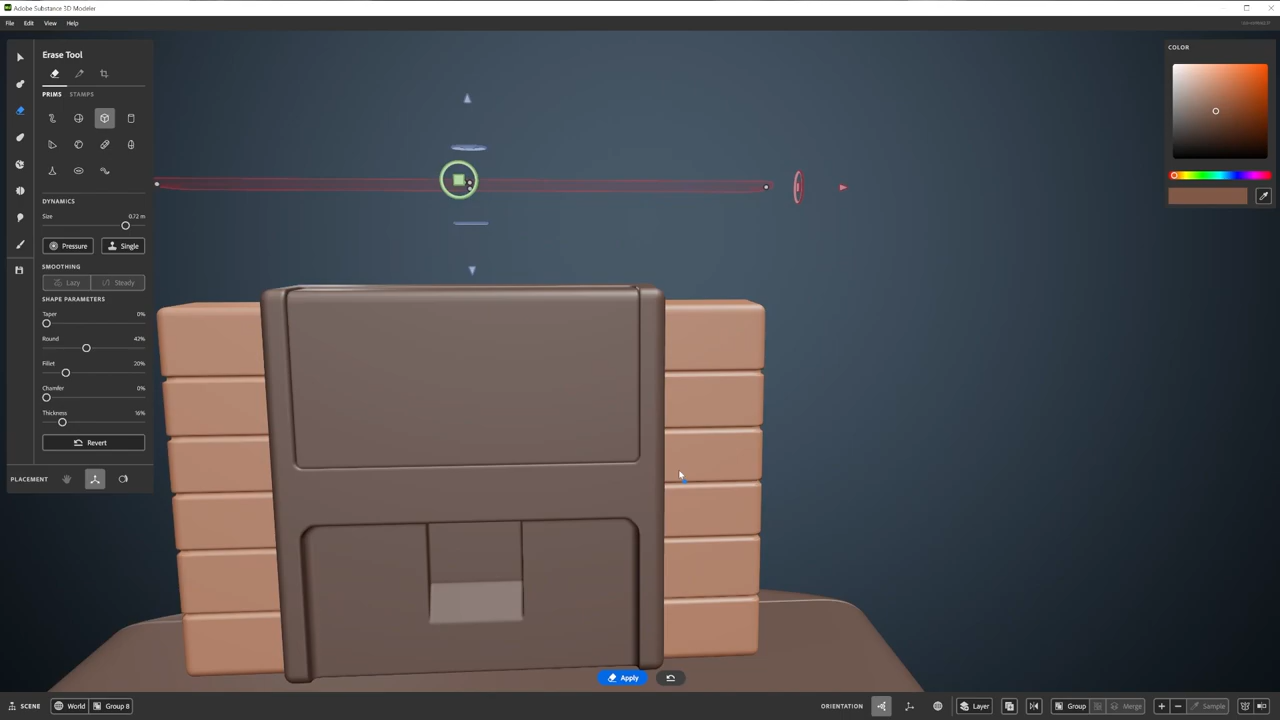 Adobe Substance 3D Modeler
File Edit View Help
Erase Tool
PRIMS STAMPS
DYNAMICS
Size 0.72 m
Pressure Single
SMOOTHING
Lazy Steady
SHAPE PARAMETERS
Taper 0%
Round 42%
Fillet 20%
Chamfer 0%
Thickness 16%
Revert
PLACEMENT
COLOR
Apply
SCENE World Group 8
ORIENTATION Layer Group Merge Sample